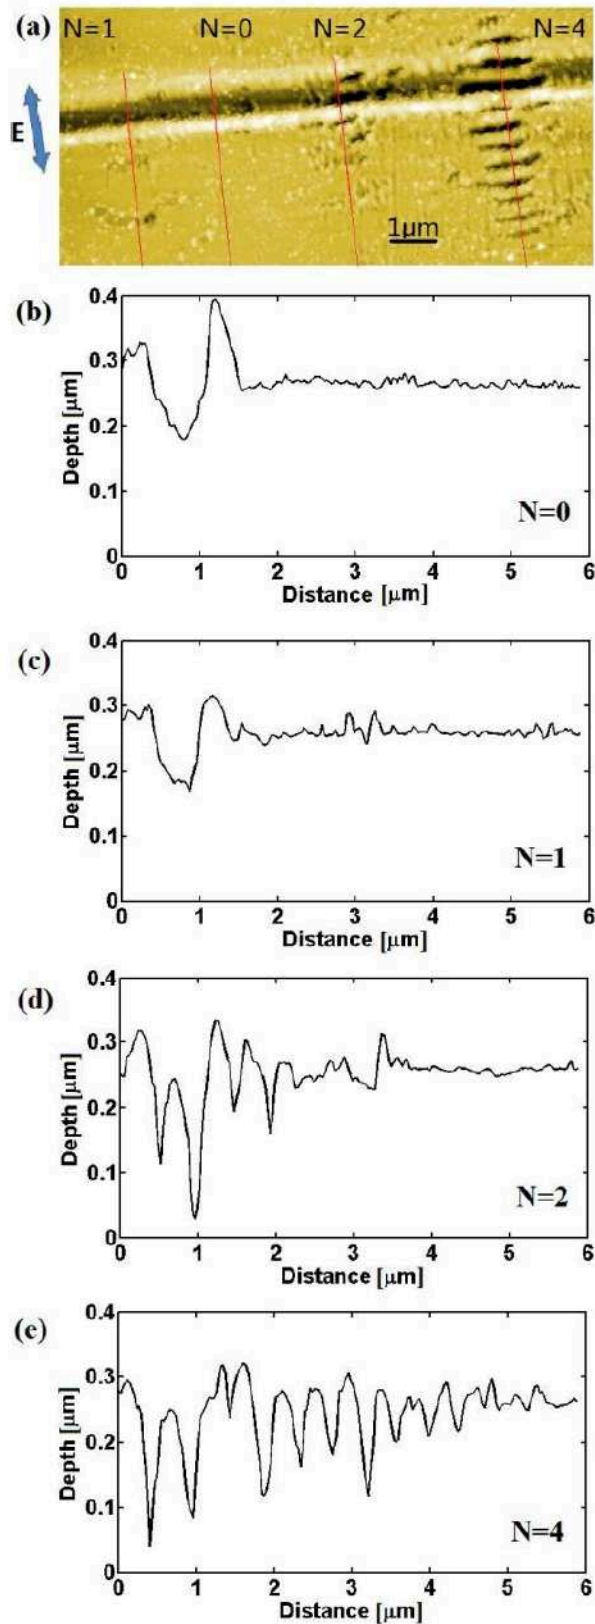 (a) N=1 N=0 N=2 N=4
E
1μm
(b)
0.4
0.3
0.2
0.1
0
Depth [μm]
N=0
0 1 2 3 4 5 6
Distance [μm]
(c)
0.4
0.3
0.2
0.1
0
Depth [μm]
N=1
0 1 2 3 4 5 6
Distance [μm]
(d)
0.4
0.3
0.2
0.1
0
Depth [μm]
N=2
0 1 2 3 4 5 6
Distance [μm]
(e)
0.4
0.3
0.2
0.1
0
Depth [μm]
N=4
0 1 2 3 4 5 6
Distance [μm]